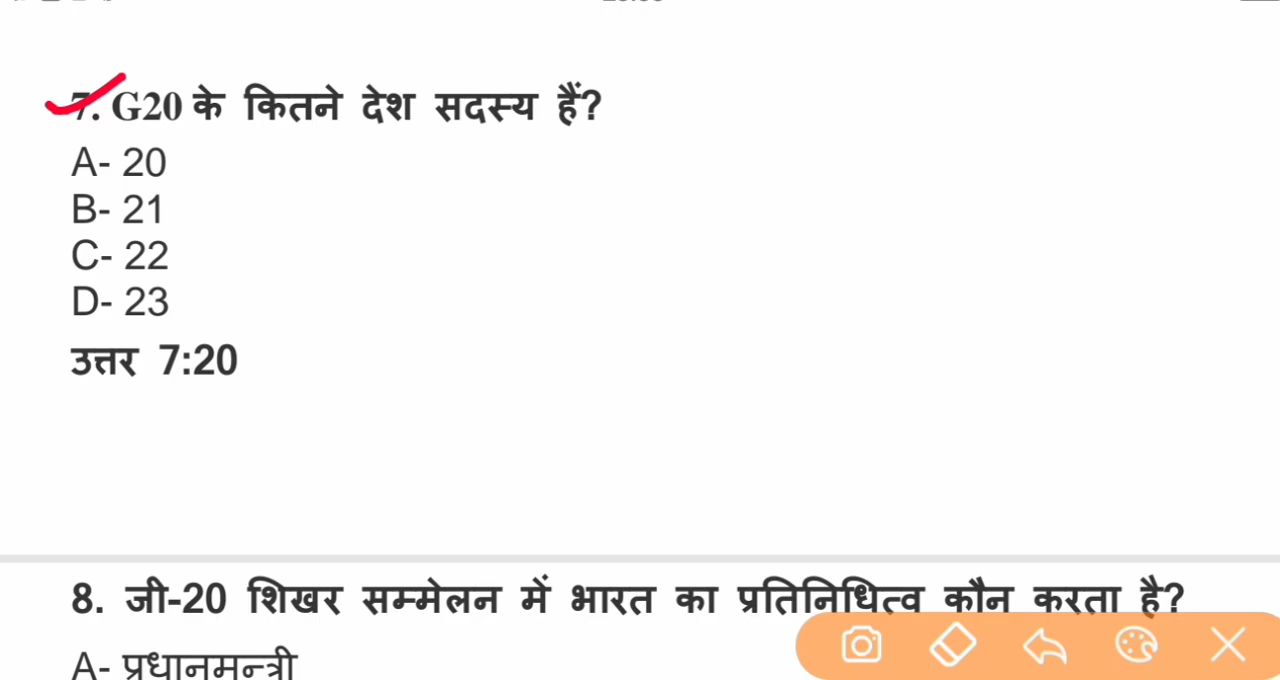 7. G20 के कितने देश सदस्य हैं?
A- 20
B- 21
C- 22
D- 23
उत्तर 7:20
8. जी-20 शिखर सम्मेलन में भारत का प्रतिनिधित्व कौन करता है?
A- प्रधानमन्त्री